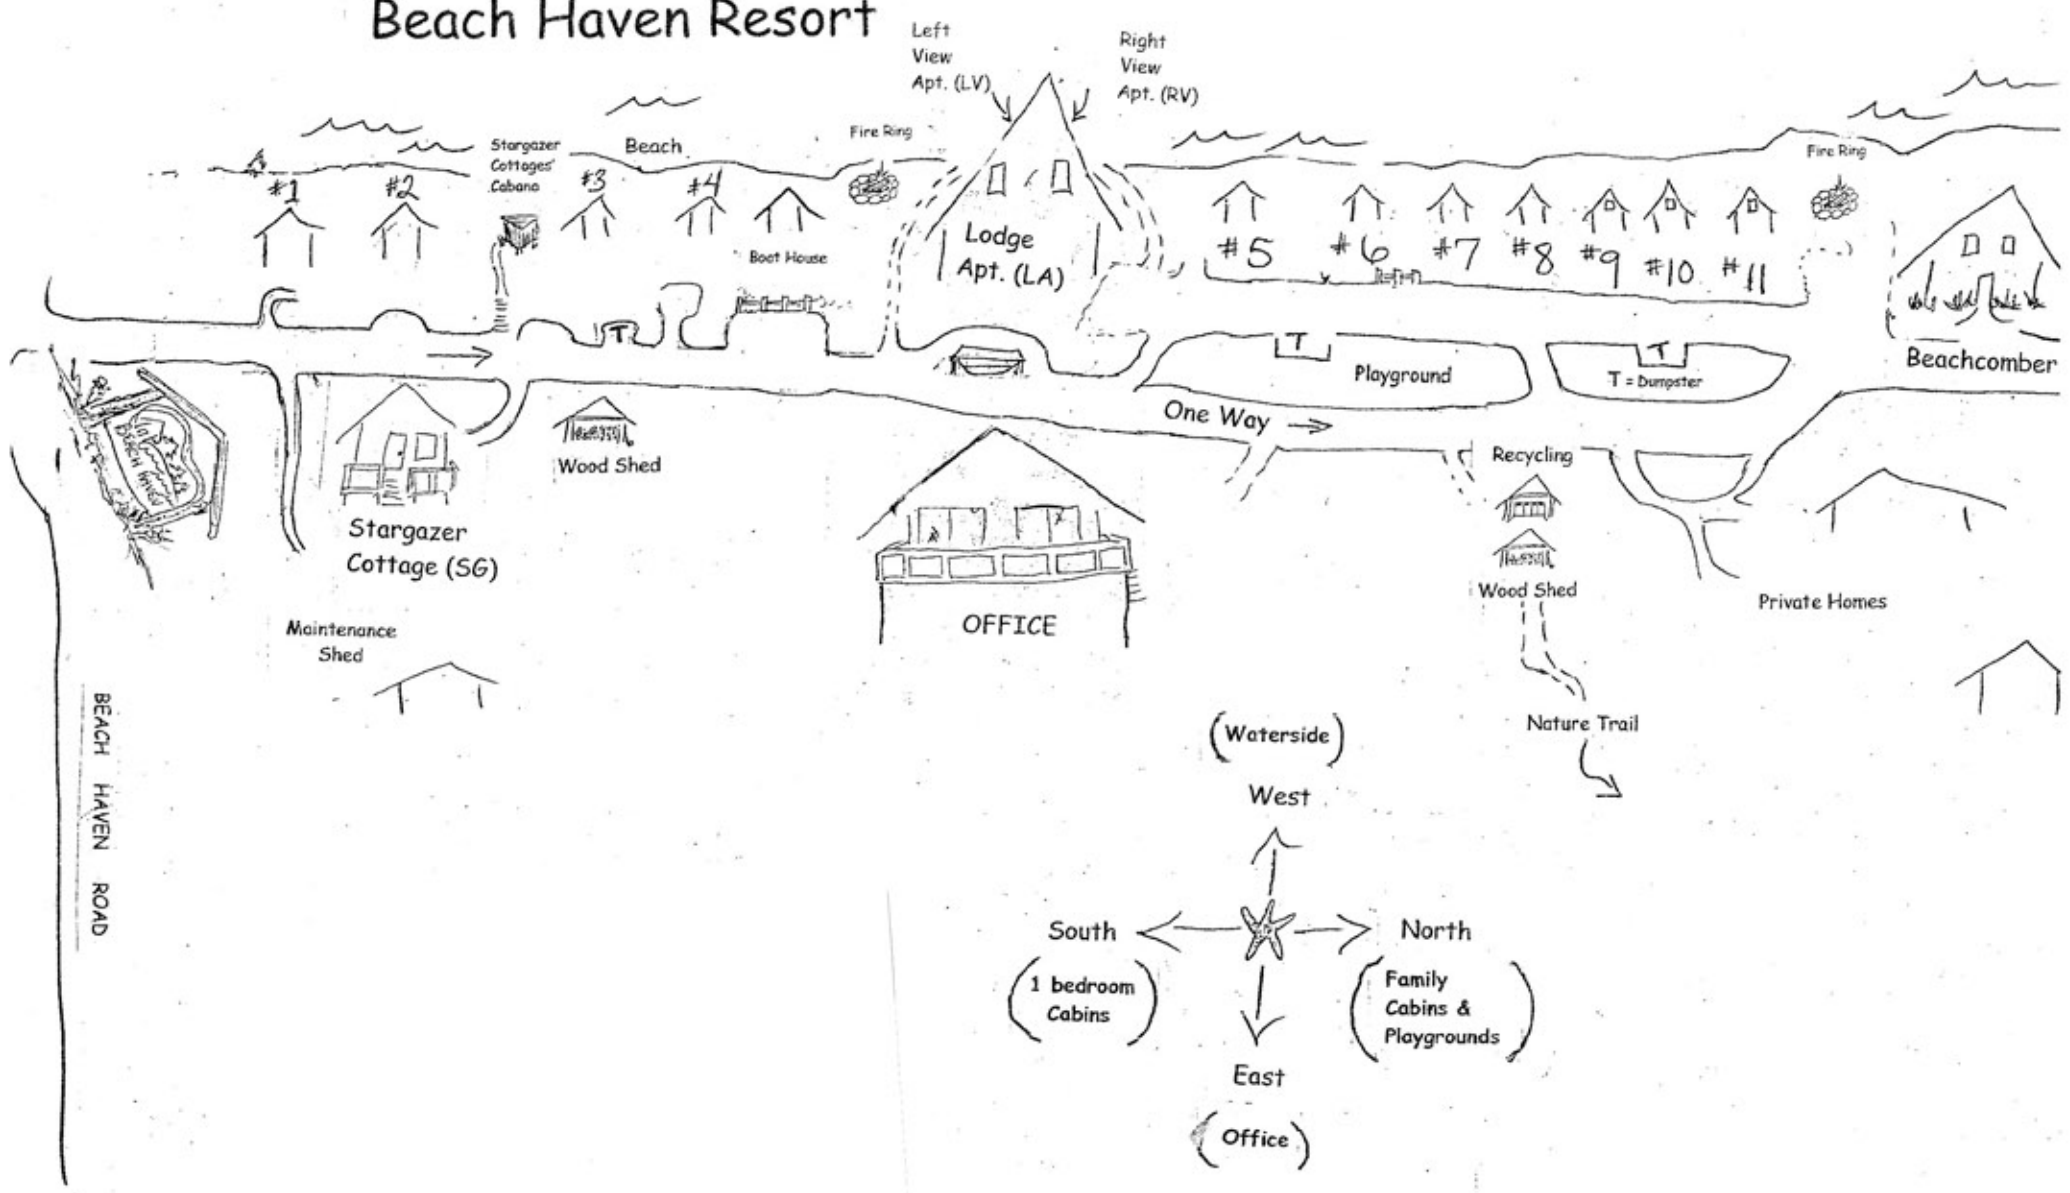 Beach Haven Resort
Left
View
Apt. (LV)
Right
View
Apt. (RV)
Fire Ring
Beach
Stargazer
Cottages'
Cabana
Fire Ring
#1
#2
#3
#4
Boat House
Lodge
Apt. (LA)
#5
#6
#7
#8
#9
#10
#11
T
T
T
Playground
T = Dumpster
Beachcomber
One Way
BEACH HAVEN
Wood Shed
Recycling
Stargazer
Cottage (SG)
Wood Shed
OFFICE
Private Homes
Maintenance
Shed
Nature Trail
BEACH HAVEN ROAD
(Waterside)
West
South
North
(1 bedroom
Cabins)
(Family
Cabins &
Playgrounds)
East
(Office)